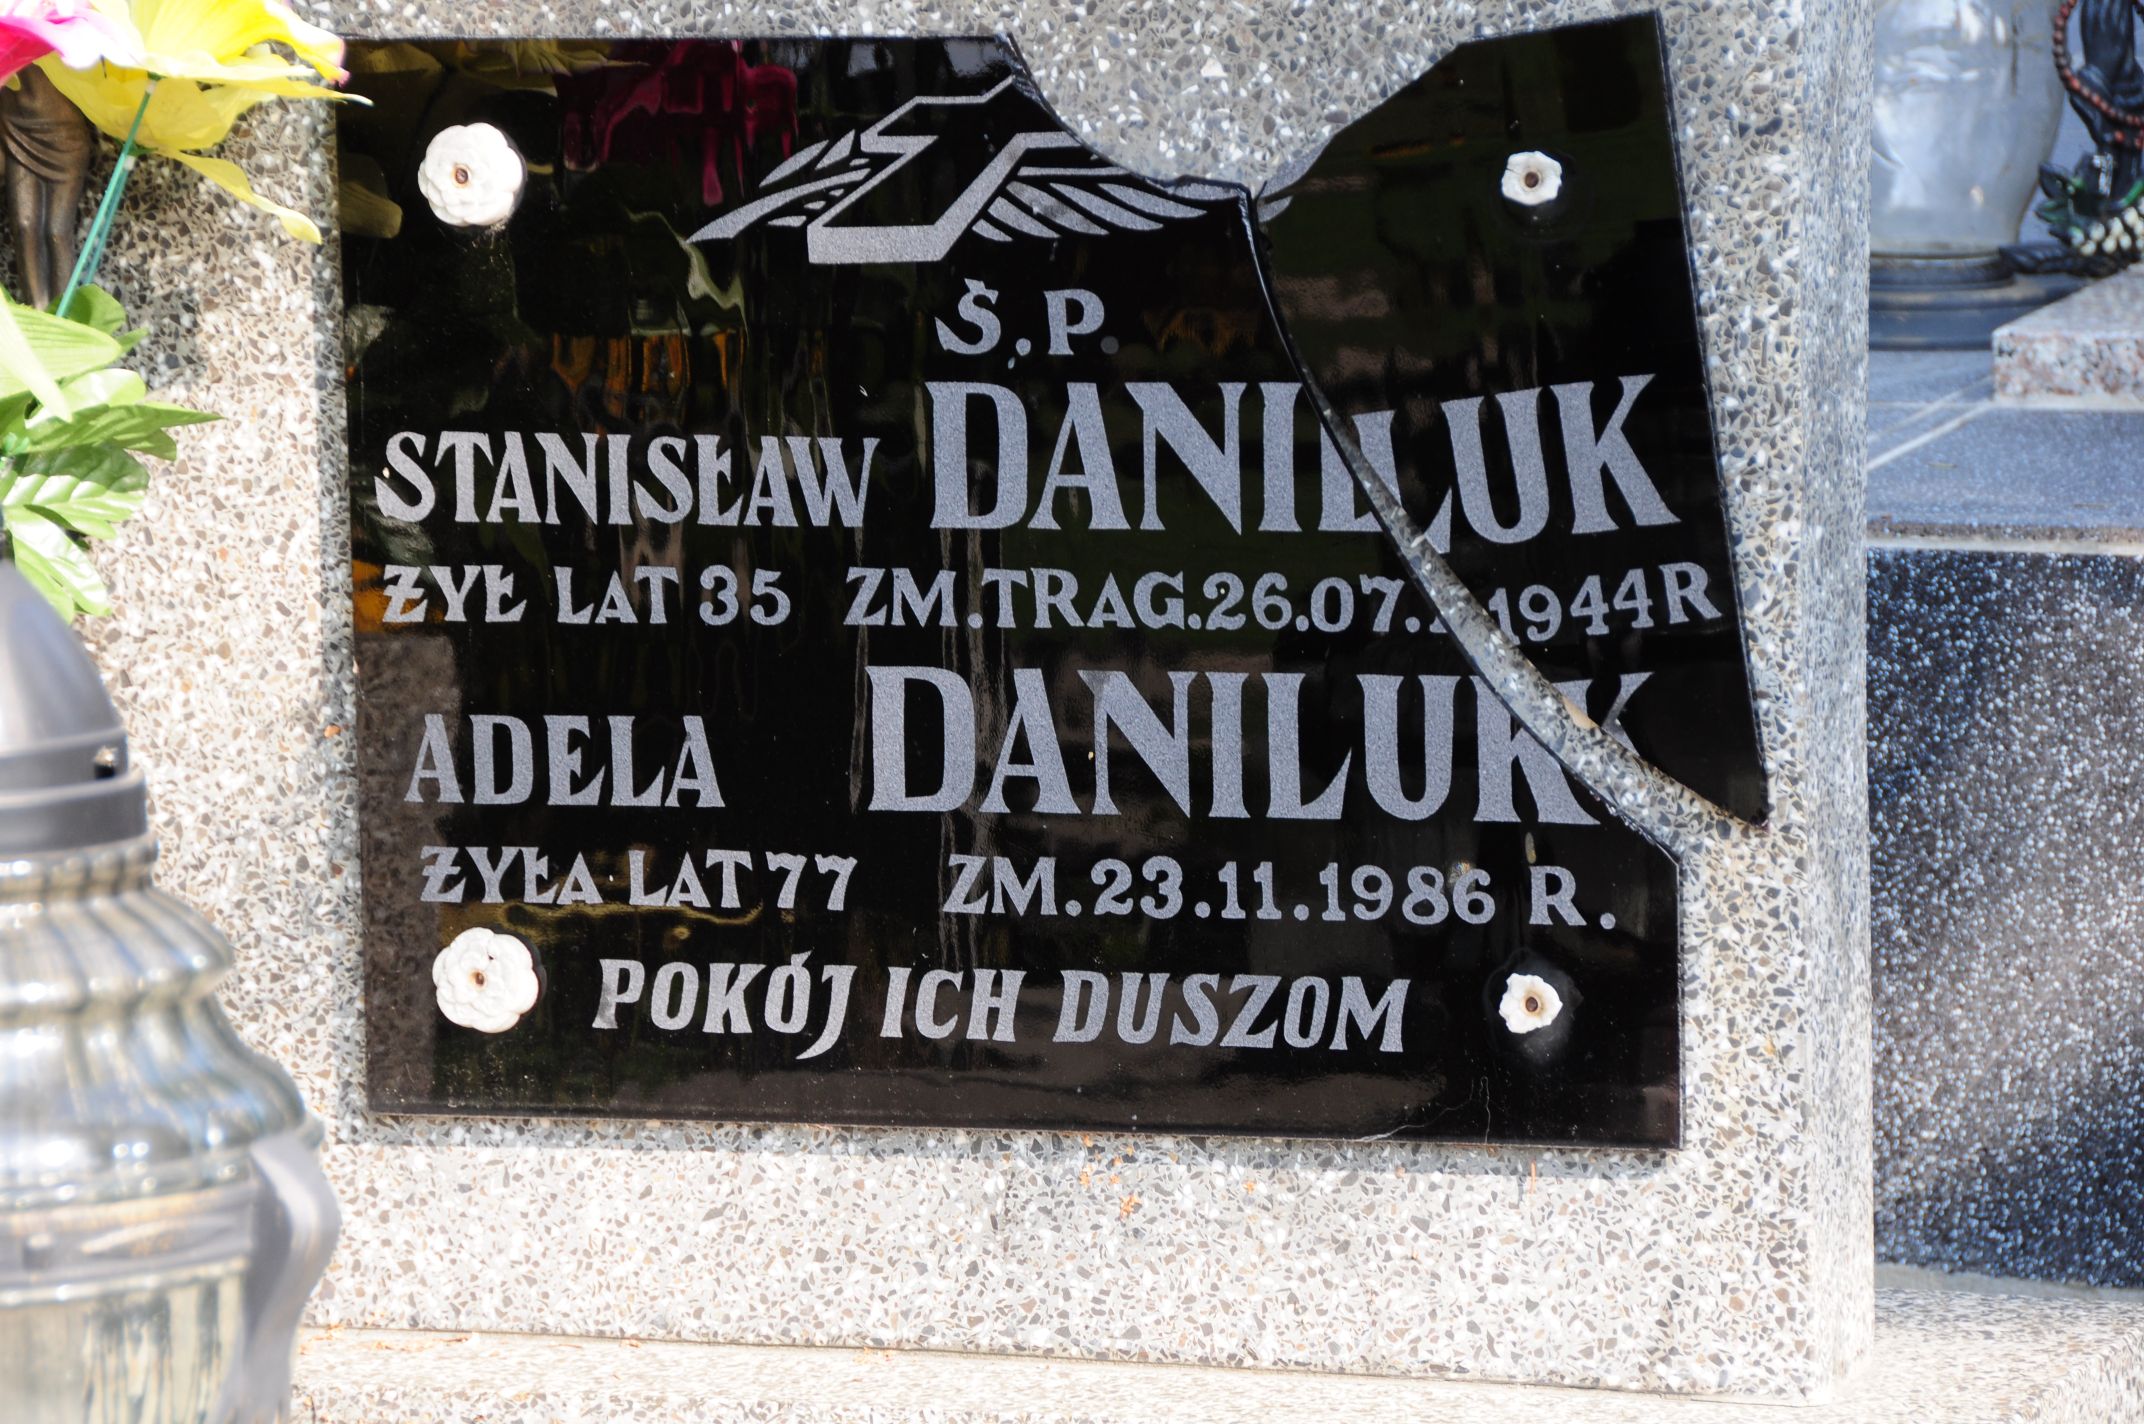 Ś.P.
STANISŁAW DANILUK
ŻYŁ LAT 35 ZM.TRAG.26.07.1944R
ADELA DANILUK
ŻYŁA LAT 77 ZM.23.11.1986 R.
POKÓJ ICH DUSZOM